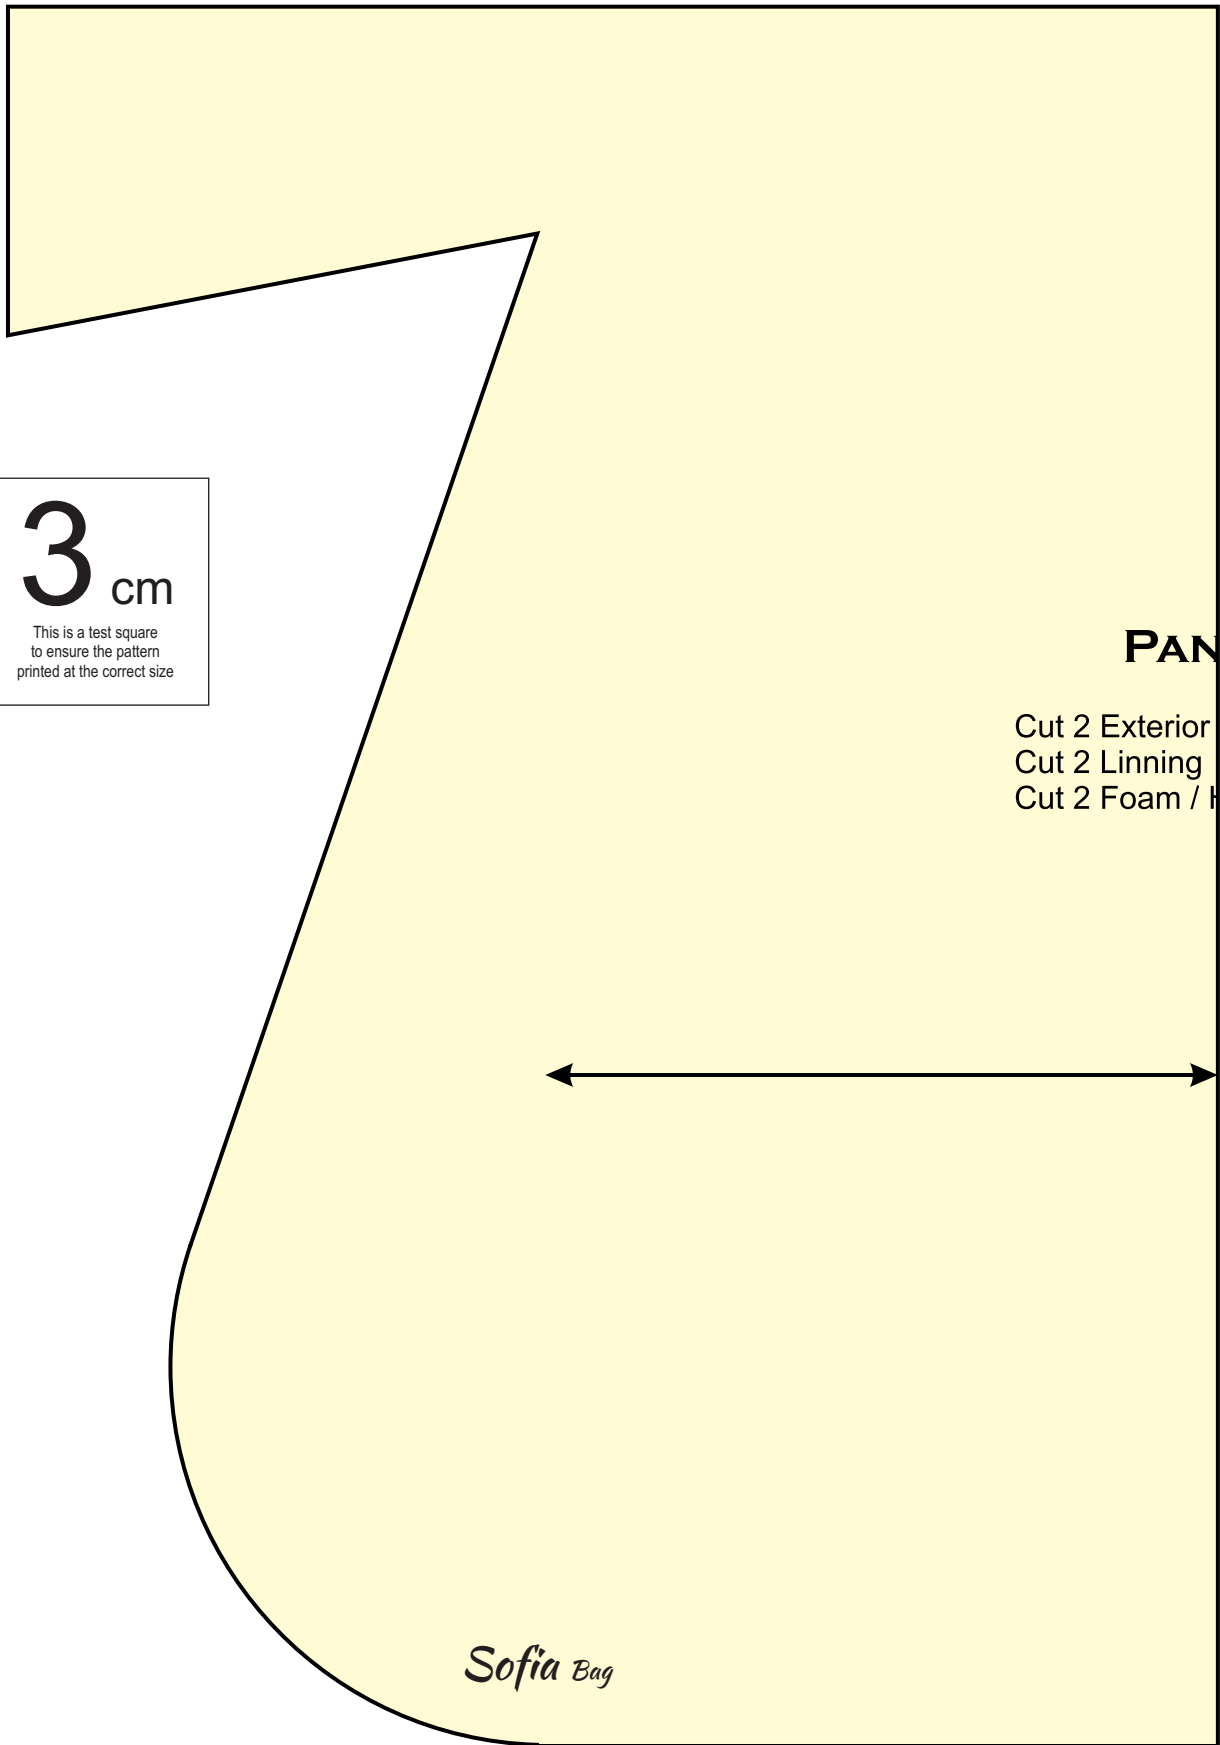 3 cm
This is a test square
to ensure the pattern
printed at the correct size
PAN
Cut 2 Exterior
Cut 2 Linning
Cut 2 Foam / H
Sofia Bag